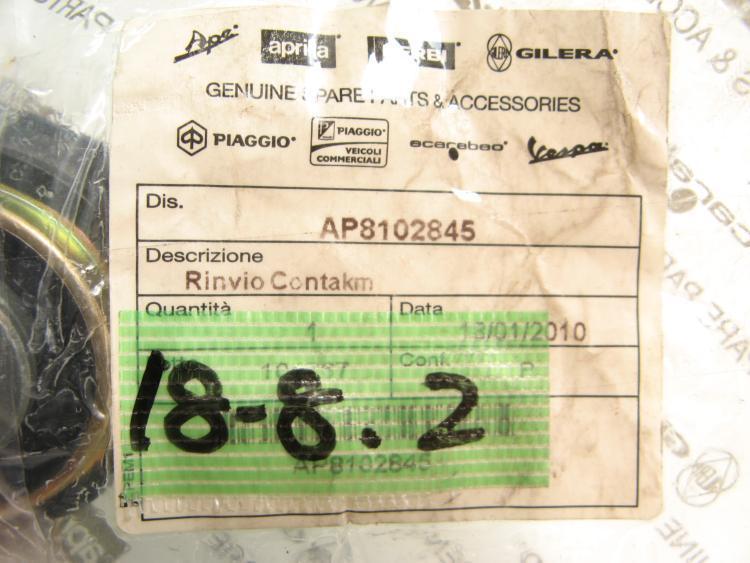 Ape aprilia DERBI GILERA
GENUINE SPARE PARTS & ACCESSORIES
PIAGGIO PIAGGIO VEICOLI COMMERCIALI scarabeo Vespa
Dis.
AP8102845
Descrizione
Rinvio Contakm
Quantità Data
1 13/01/2010
P
18-8.2
AP8102845